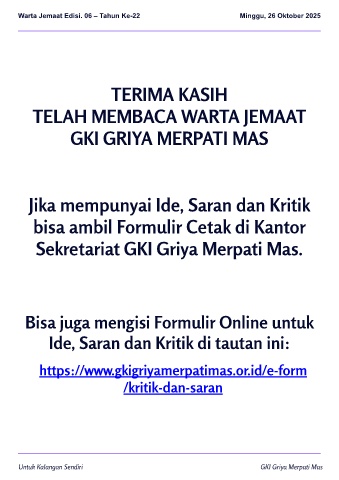 Warta Jemaat Edisi. 06 – Tahun Ke-22 Minggu, 26 Oktober 2025
TERIMA KASIH
TELAH MEMBACA WARTA JEMAAT
GKI GRIYA MERPATI MAS
Jika mempunyai Ide, Saran dan Kritik
bisa ambil Formulir Cetak di Kantor
Sekretariat GKI Griya Merpati Mas.
Bisa juga mengisi Formulir Online untuk
Ide, Saran dan Kritik di tautan ini:
https://www.gkigriyamerpatimas.or.id/e-form
/kritik-dan-saran
Untuk Kalangan Sendiri GKI Griya Merpati Mas